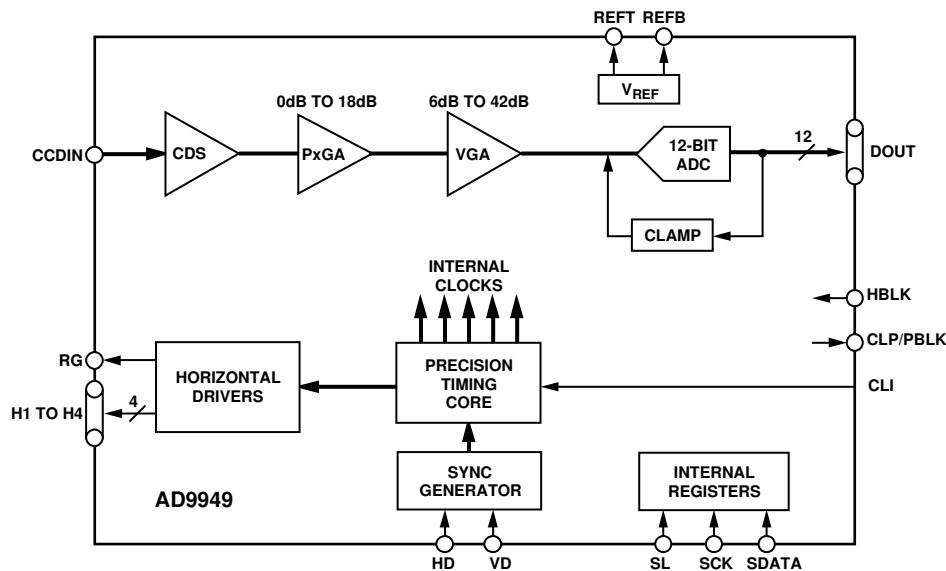 REFT REFB
V_REF
0dB TO 18dB
6dB TO 42dB
CCDIN
CDS
PxGA
VGA
12-BIT
ADC
12
DOUT
CLAMP
INTERNAL
CLOCKS
HBLK
CLP/PBLK
RG
HORIZONTAL
DRIVERS
PRECISION
TIMING
CORE
CLI
H1 TO H4
4
SYNC
GENERATOR
INTERNAL
REGISTERS
AD9949
HD
VD
SL
SCK
SDATA